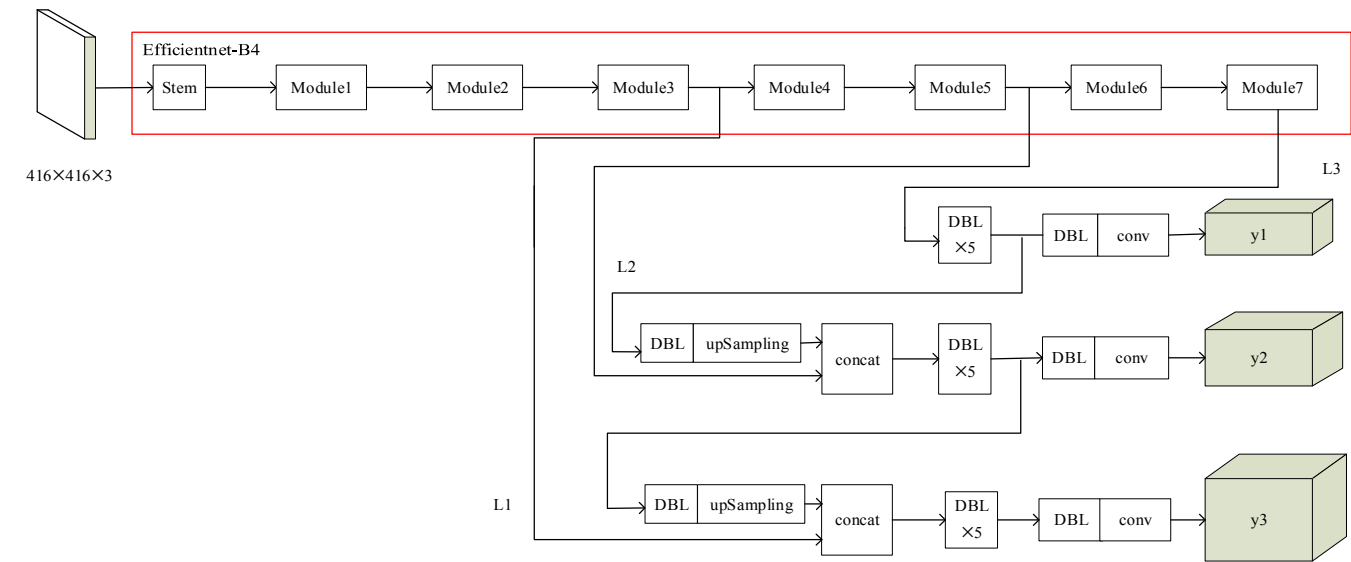 Efficientnet-B4
Stem
Module1
Module2
Module3
Module4
Module5
Module6
Module7
416×416×3
L3
DBL
×5
DBL
conv
y1
L2
DBL
upSampling
concat
DBL
×5
DBL
conv
y2
L1
DBL
upSampling
concat
DBL
×5
DBL
conv
y3